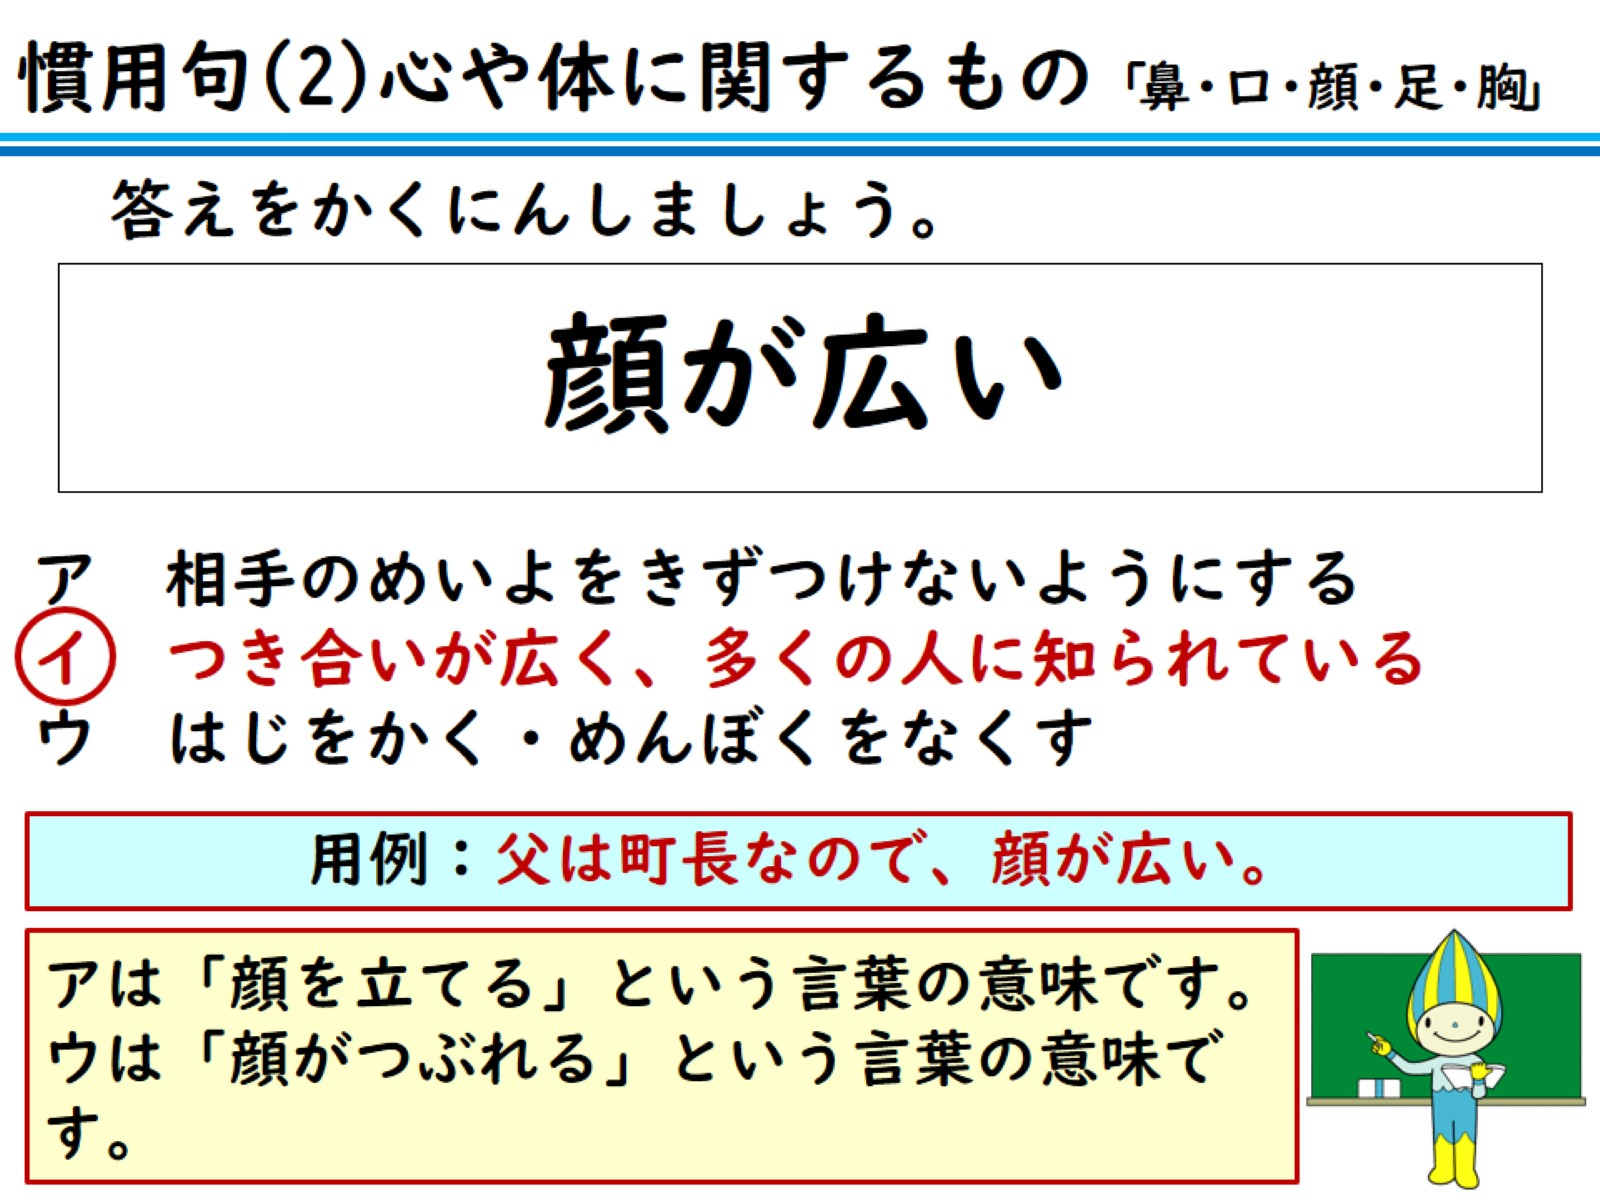 慣用句(2)心や体に関するもの「鼻・口・顔・足・胸」
答えをかくにんしましょう。
顔が広い
ア　相手のめいよをきずつけないようにする
イ　つき合いが広く、多くの人に知られている
ウ　はじをかく・めんぼくをなくす
用例：父は町長なので、顔が広い。
アは「顔を立てる」という言葉の意味です。
ウは「顔がつぶれる」という言葉の意味で
す。